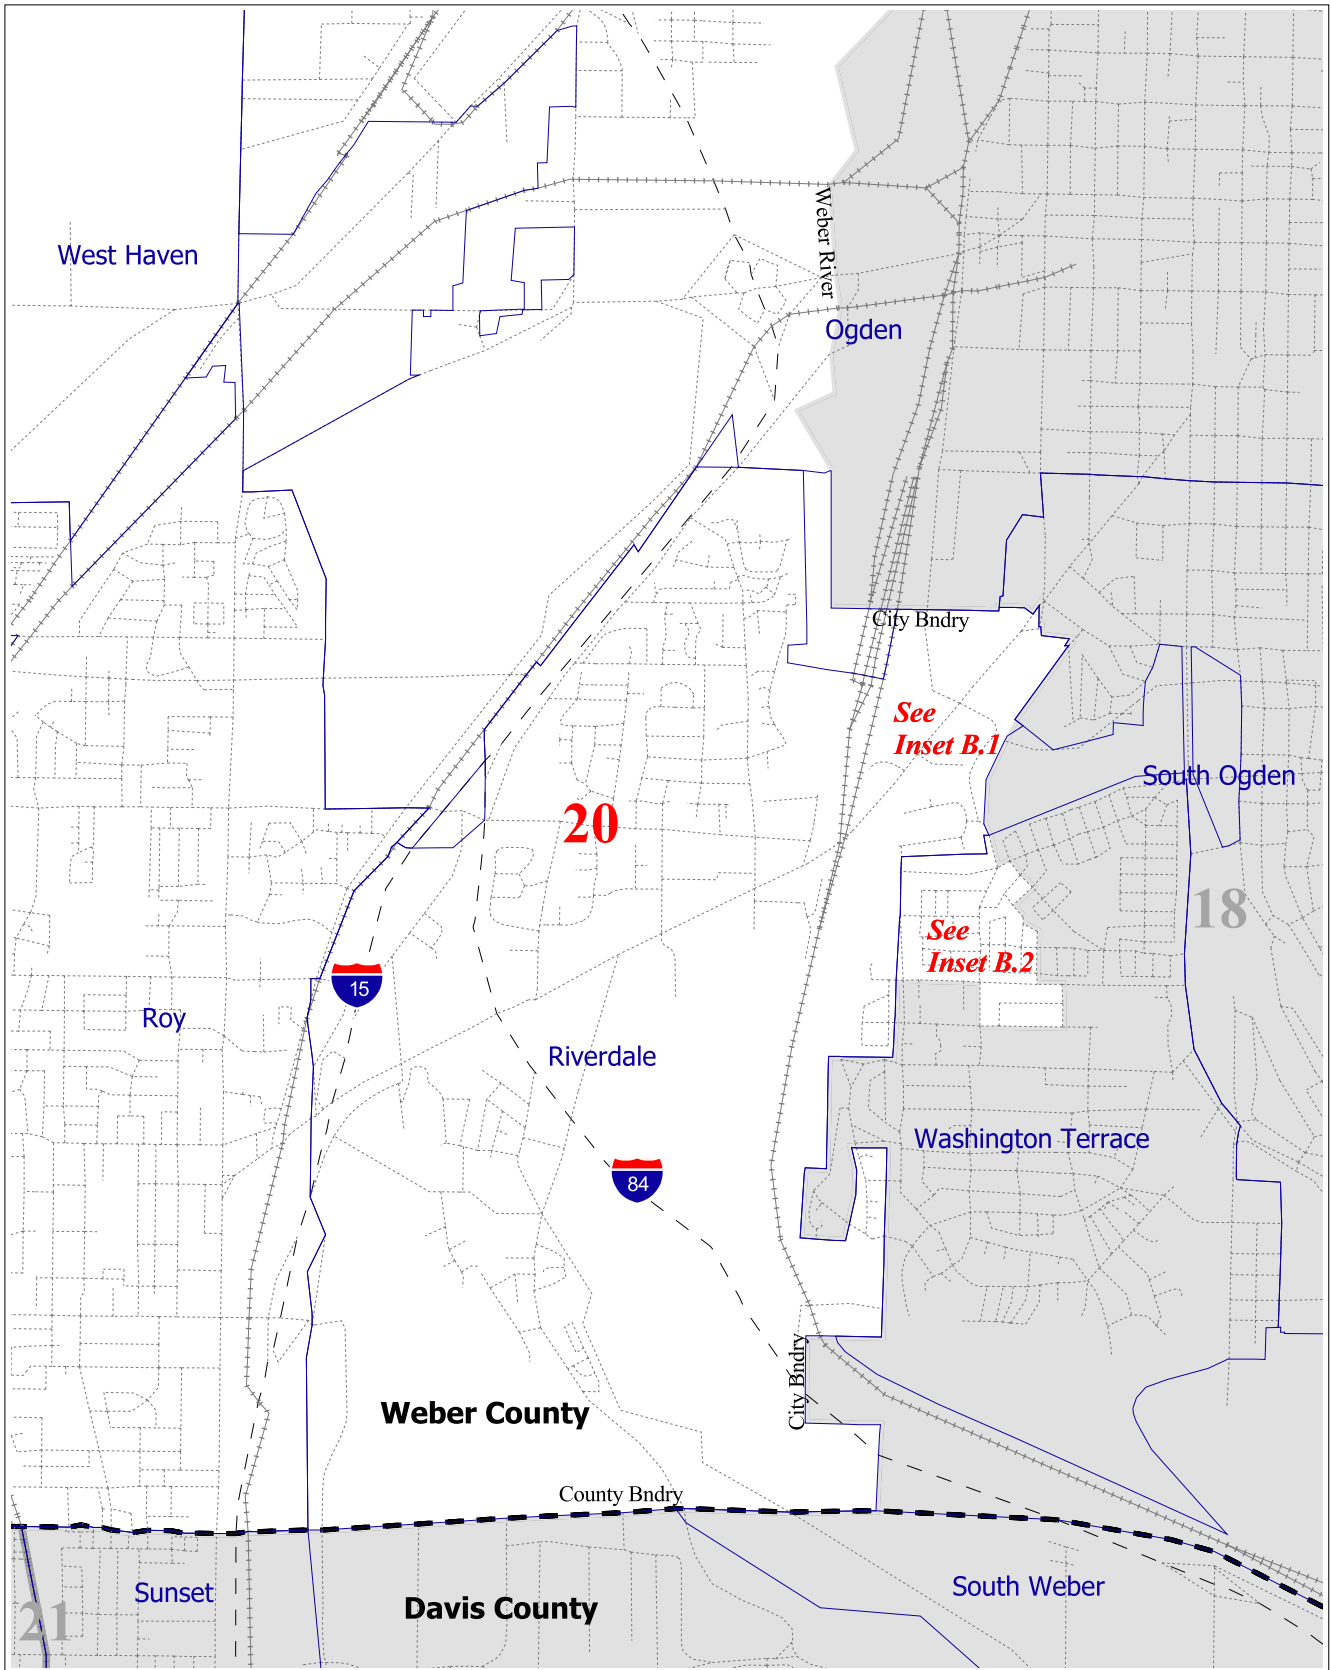 West Haven
Weber River
Ogden
City Bndry
See
Inset B.1
South Ogden
20
18
See
Inset B.2
15
Roy
Riverdale
Washington Terrace
84
City Bndry
Weber County
County Bndry
Sunset
South Weber
Davis County
21